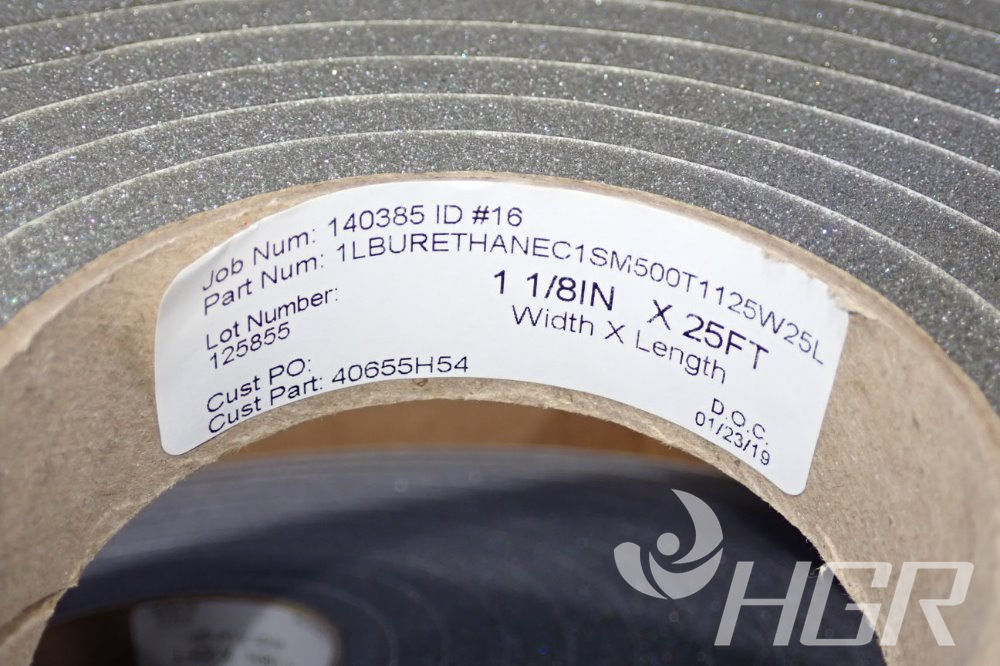 Job Num: 140385 ID #16
Part Num: 1LBURETHANEC1SM500T1125W25L
Lot Number:
125855
1 1/8IN X 25FT
Width X Length
Cust PO:
Cust Part: 40655H54
D.O.C.
01/23/19
HGR